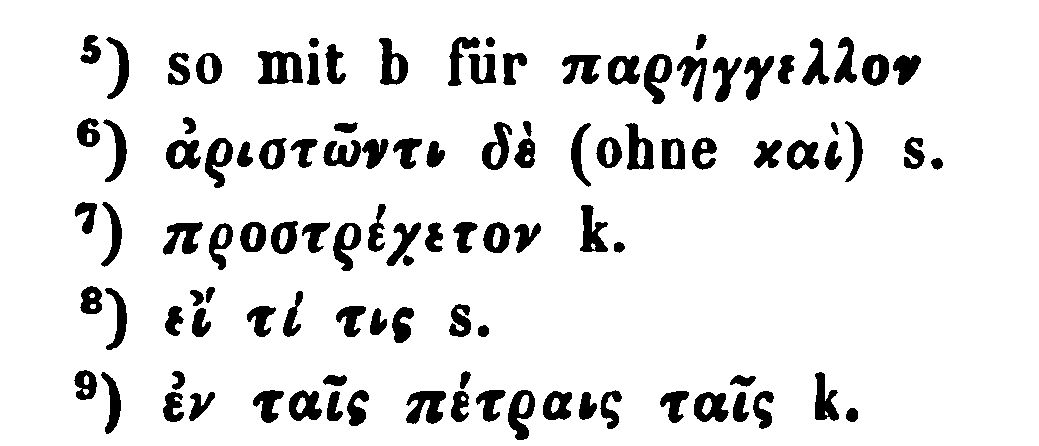 ⁵) so mit b für παρήγγελλον
⁶) ἀριστῶντι δὲ (ohne καὶ) s.
⁷) προστρέχετον k.
⁸) εἴ τί τις s.
⁹) ἐν ταῖς πέτραις ταῖς k.